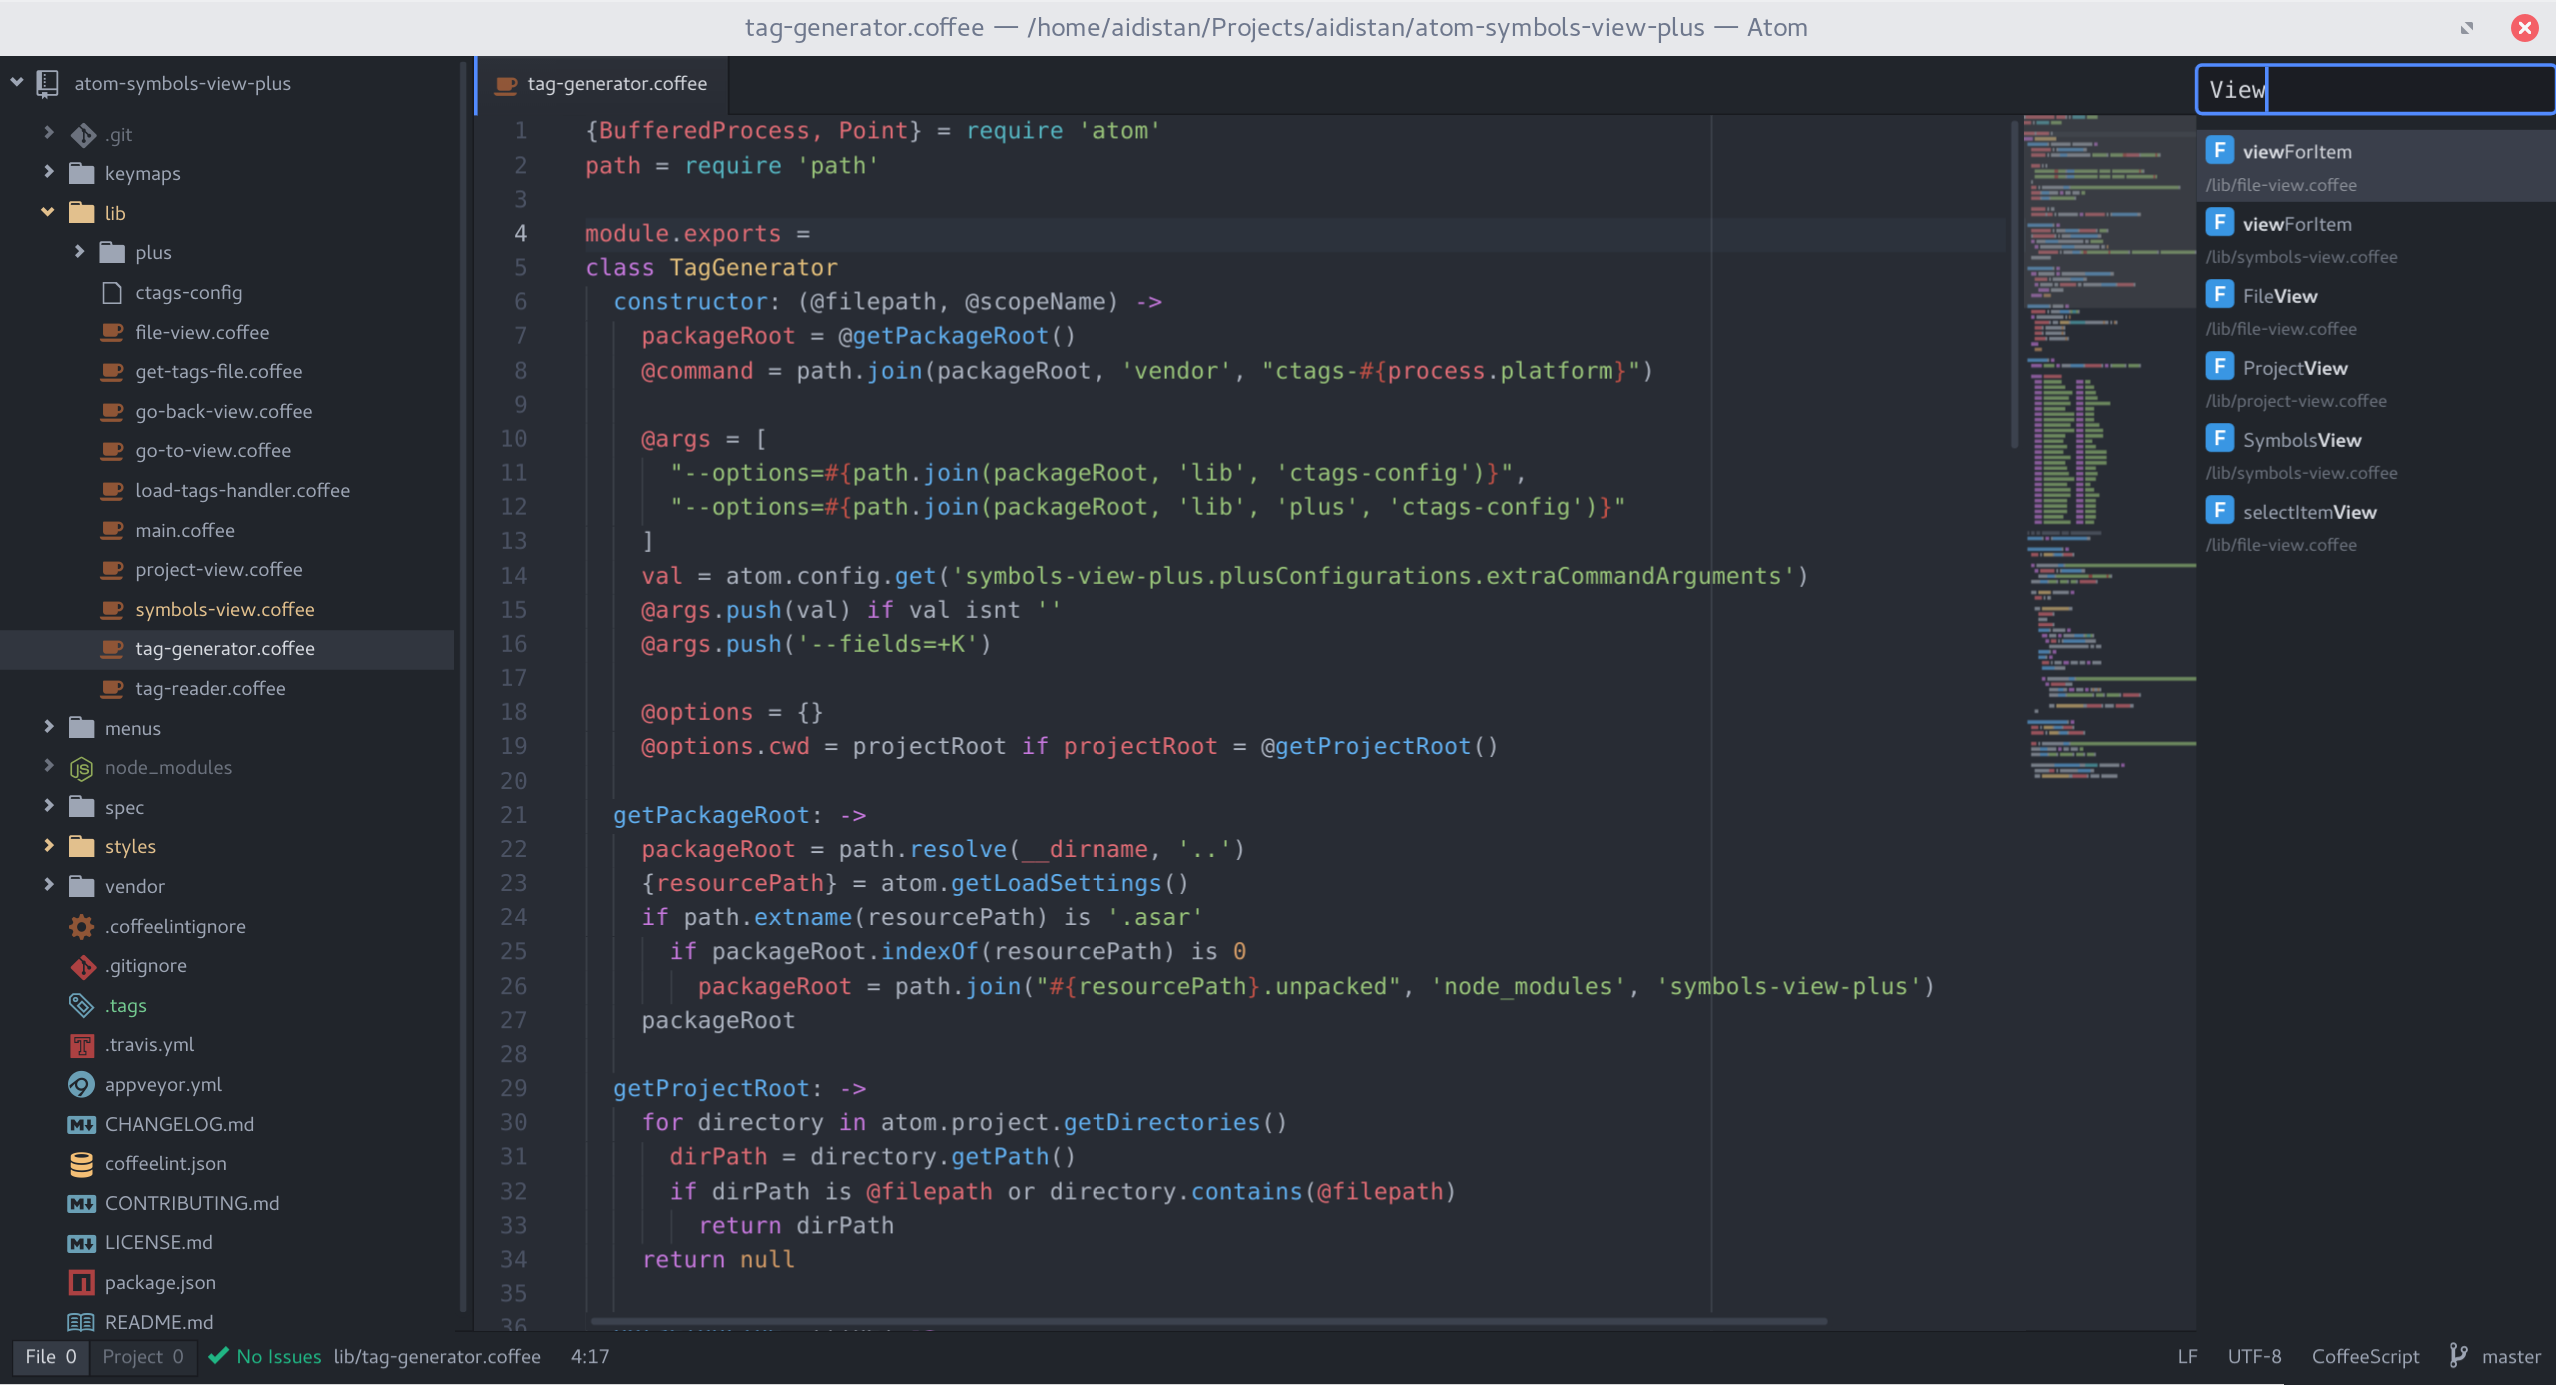 tag-generator.coffee — /home/aidistan/Projects/aidistan/atom-symbols-view-plus — Atom
atom-symbols-view-plus
.git
keymaps
lib
plus
ctags-config
file-view.coffee
get-tags-file.coffee
go-back-view.coffee
go-to-view.coffee
load-tags-handler.coffee
main.coffee
project-view.coffee
symbols-view.coffee
tag-generator.coffee
tag-reader.coffee
menus
node_modules
spec
styles
vendor
.coffeelintignore
.gitignore
.tags
.travis.yml
appveyor.yml
CHANGELOG.md
coffeelint.json
CONTRIBUTING.md
LICENSE.md
package.json
README.md
tag-generator.coffee
1 {BufferedProcess, Point} = require 'atom'
2 path = require 'path'
3
4 module.exports =
5 class TagGenerator
6   constructor: (@filepath, @scopeName) ->
7     packageRoot = @getPackageRoot()
8     @command = path.join(packageRoot, 'vendor', "ctags-#{process.platform}")
9
10     @args = [
11       "--options=#{path.join(packageRoot, 'lib', 'ctags-config')}",
12       "--options=#{path.join(packageRoot, 'lib', 'plus', 'ctags-config')}"
13     ]
14     val = atom.config.get('symbols-view-plus.plusConfigurations.extraCommandArguments')
15     @args.push(val) if val isnt ''
16     @args.push('--fields=+K')
17
18     @options = {}
19     @options.cwd = projectRoot if projectRoot = @getProjectRoot()
20
21   getPackageRoot: ->
22     packageRoot = path.resolve(__dirname, '..')
23     {resourcePath} = atom.getLoadSettings()
24     if path.extname(resourcePath) is '.asar'
25       if packageRoot.indexOf(resourcePath) is 0
26         packageRoot = path.join("#{resourcePath}.unpacked", 'node_modules', 'symbols-view-plus')
27     packageRoot
28
29   getProjectRoot: ->
30     for directory in atom.project.getDirectories()
31       dirPath = directory.getPath()
32       if dirPath is @filepath or directory.contains(@filepath)
33         return dirPath
34     return null
35
36
View
F viewForItem
/lib/file-view.coffee
F viewForItem
/lib/symbols-view.coffee
F FileView
/lib/file-view.coffee
F ProjectView
/lib/project-view.coffee
F SymbolsView
/lib/symbols-view.coffee
F selectItemView
/lib/file-view.coffee
File 0 Project 0 No Issues lib/tag-generator.coffee 4:17 LF UTF-8 CoffeeScript master